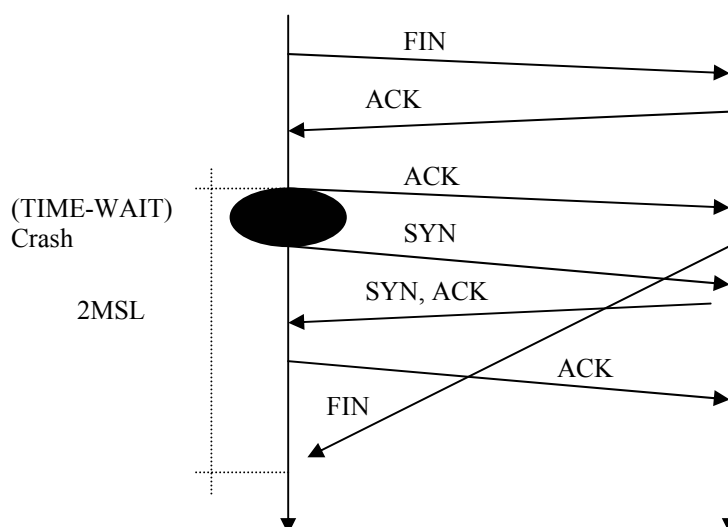 FIN
ACK
ACK
(TIME-WAIT)
Crash
SYN
SYN, ACK
2MSL
ACK
FIN